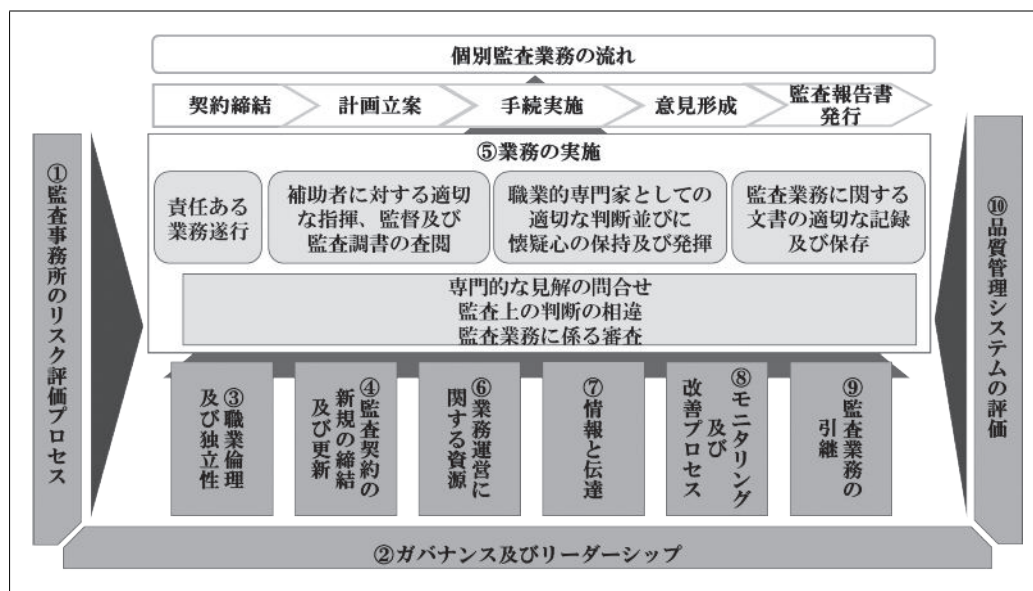 個別監査業務の流れ
契約締結
計画立案
手続実施
意見形成
監査報告書
発行
①監査事務所のリスク評価プロセス
⑤業務の実施
責任ある
業務遂行
補助者に対する適切
な指揮、監督及び
監査調書の査閲
職業的専門家としての
適切な判断並びに
懐疑心の保持及び発揮
監査業務に関する
文書の適切な記録
及び保存
専門的な見解の問合せ
監査上の判断の相違
監査業務に係る審査
③職業倫理
及び独立性
④監査契約の
新規の締結
及び更新
⑥業務運営に
関する資源
⑦情報と伝達
⑧モニタリング
及び
改善プロセス
⑨監査業務の
引継
⑩品質管理システムの評価
②ガバナンス及びリーダーシップ